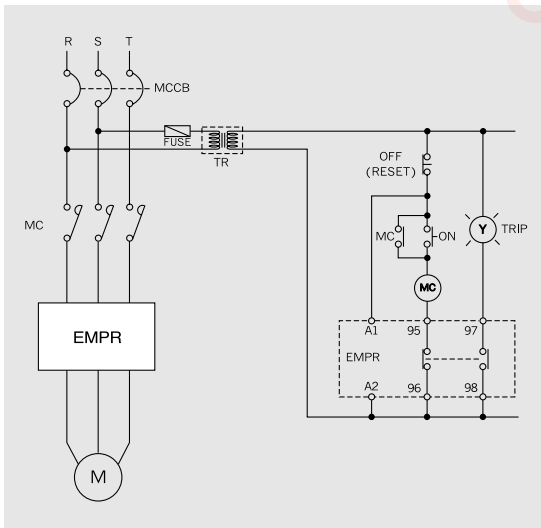 R S T
MCCB
FUSE
TR
OFF
(RESET)
MC
MC ON
Y TRIP
MC
EMPR
A1 95 97
EMPR
A2 96 98
M